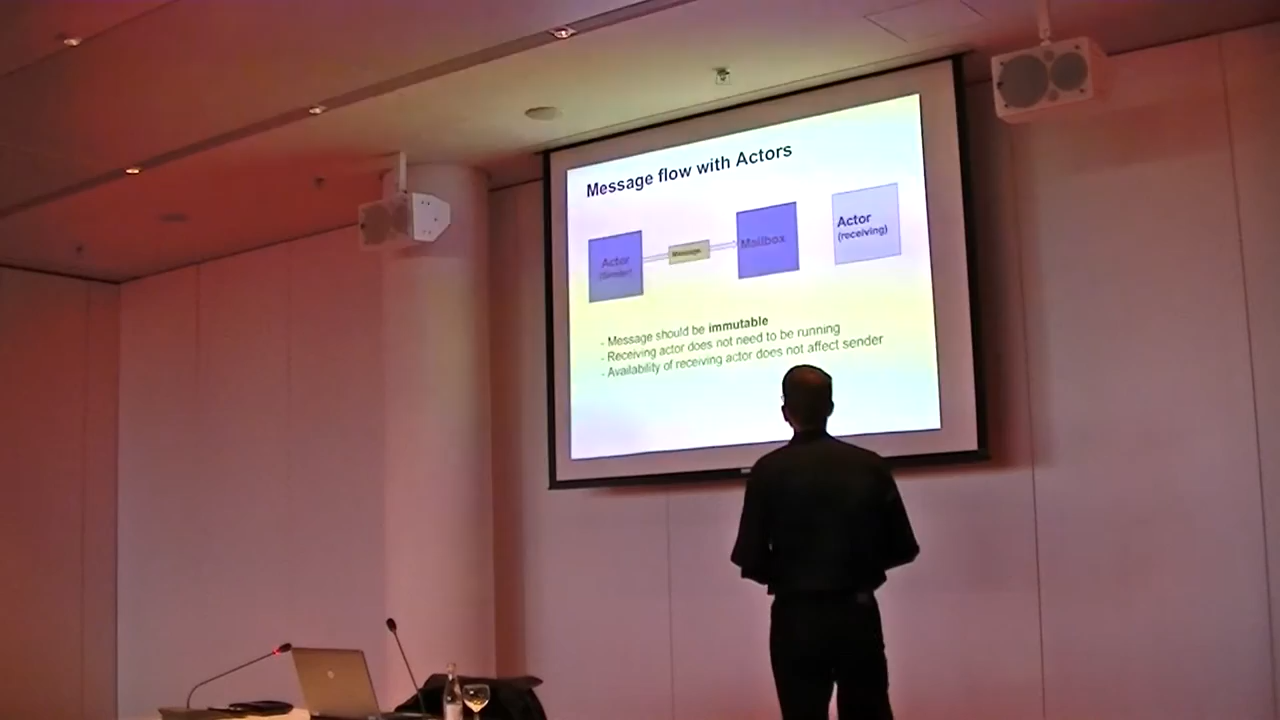 Message flow with Actors
Actor
(Sender)
Message
Mailbox
Actor
(receiving)
- Message should be immutable
- Receiving actor does not need to be running
- Availability of receiving actor does not affect sender